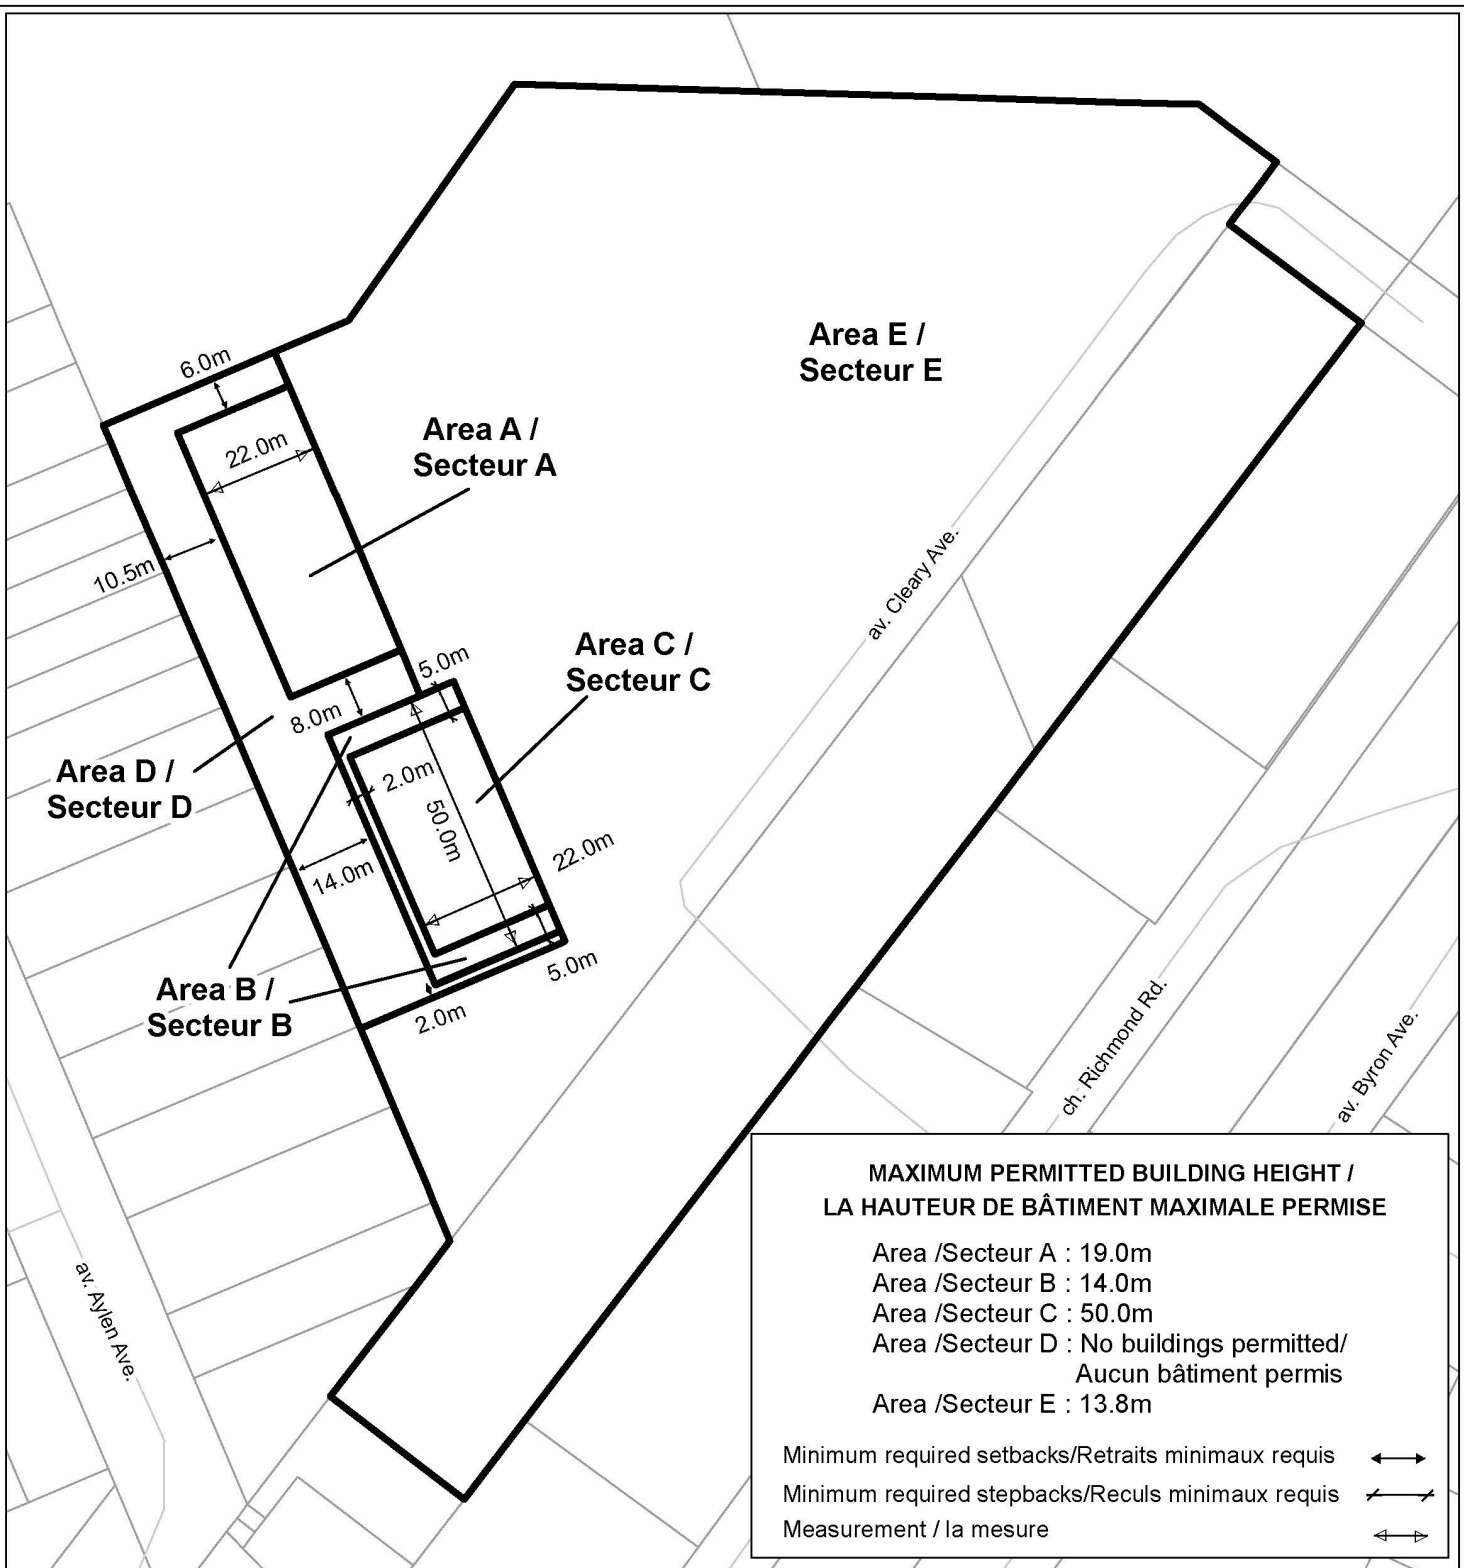 Area E /
Secteur E
6.0m
22.0m
Area A /
Secteur A
10.5m
Area C /
Secteur C
5.0m
8.0m
Area D /
Secteur D
2.0m
50.0m
22.0m
14.0m
5.0m
Area B /
Secteur B
2.0m
av. Cleary Ave.
ch. Richmond Rd.
av. Byron Ave.
av. Aylen Ave.
MAXIMUM PERMITTED BUILDING HEIGHT /
LA HAUTEUR DE BÂTIMENT MAXIMALE PERMISE
Area /Secteur A : 19.0m
Area /Secteur B : 14.0m
Area /Secteur C : 50.0m
Area /Secteur D : No buildings permitted/
Aucun bâtiment permis
Area /Secteur E : 13.8m
Minimum required setbacks/Retraits minimaux requis
Minimum required stepbacks/Reculs minimaux requis
Measurement / la mesure